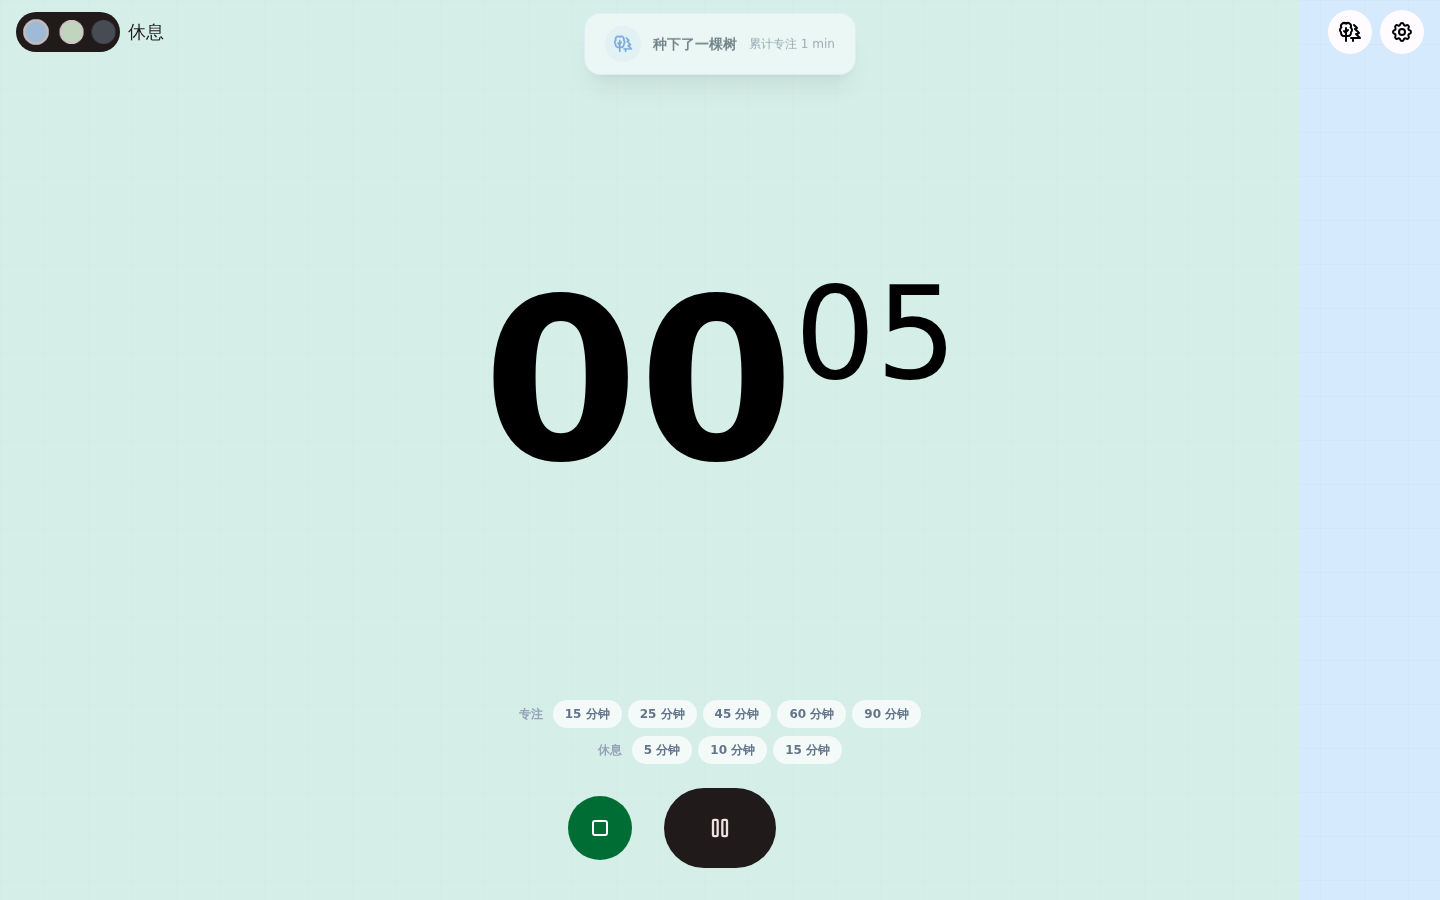 休息
种下了一棵树 累计专注 1 min
00 05
专注 15 分钟 25 分钟 45 分钟 60 分钟 90 分钟
休息 5 分钟 10 分钟 15 分钟